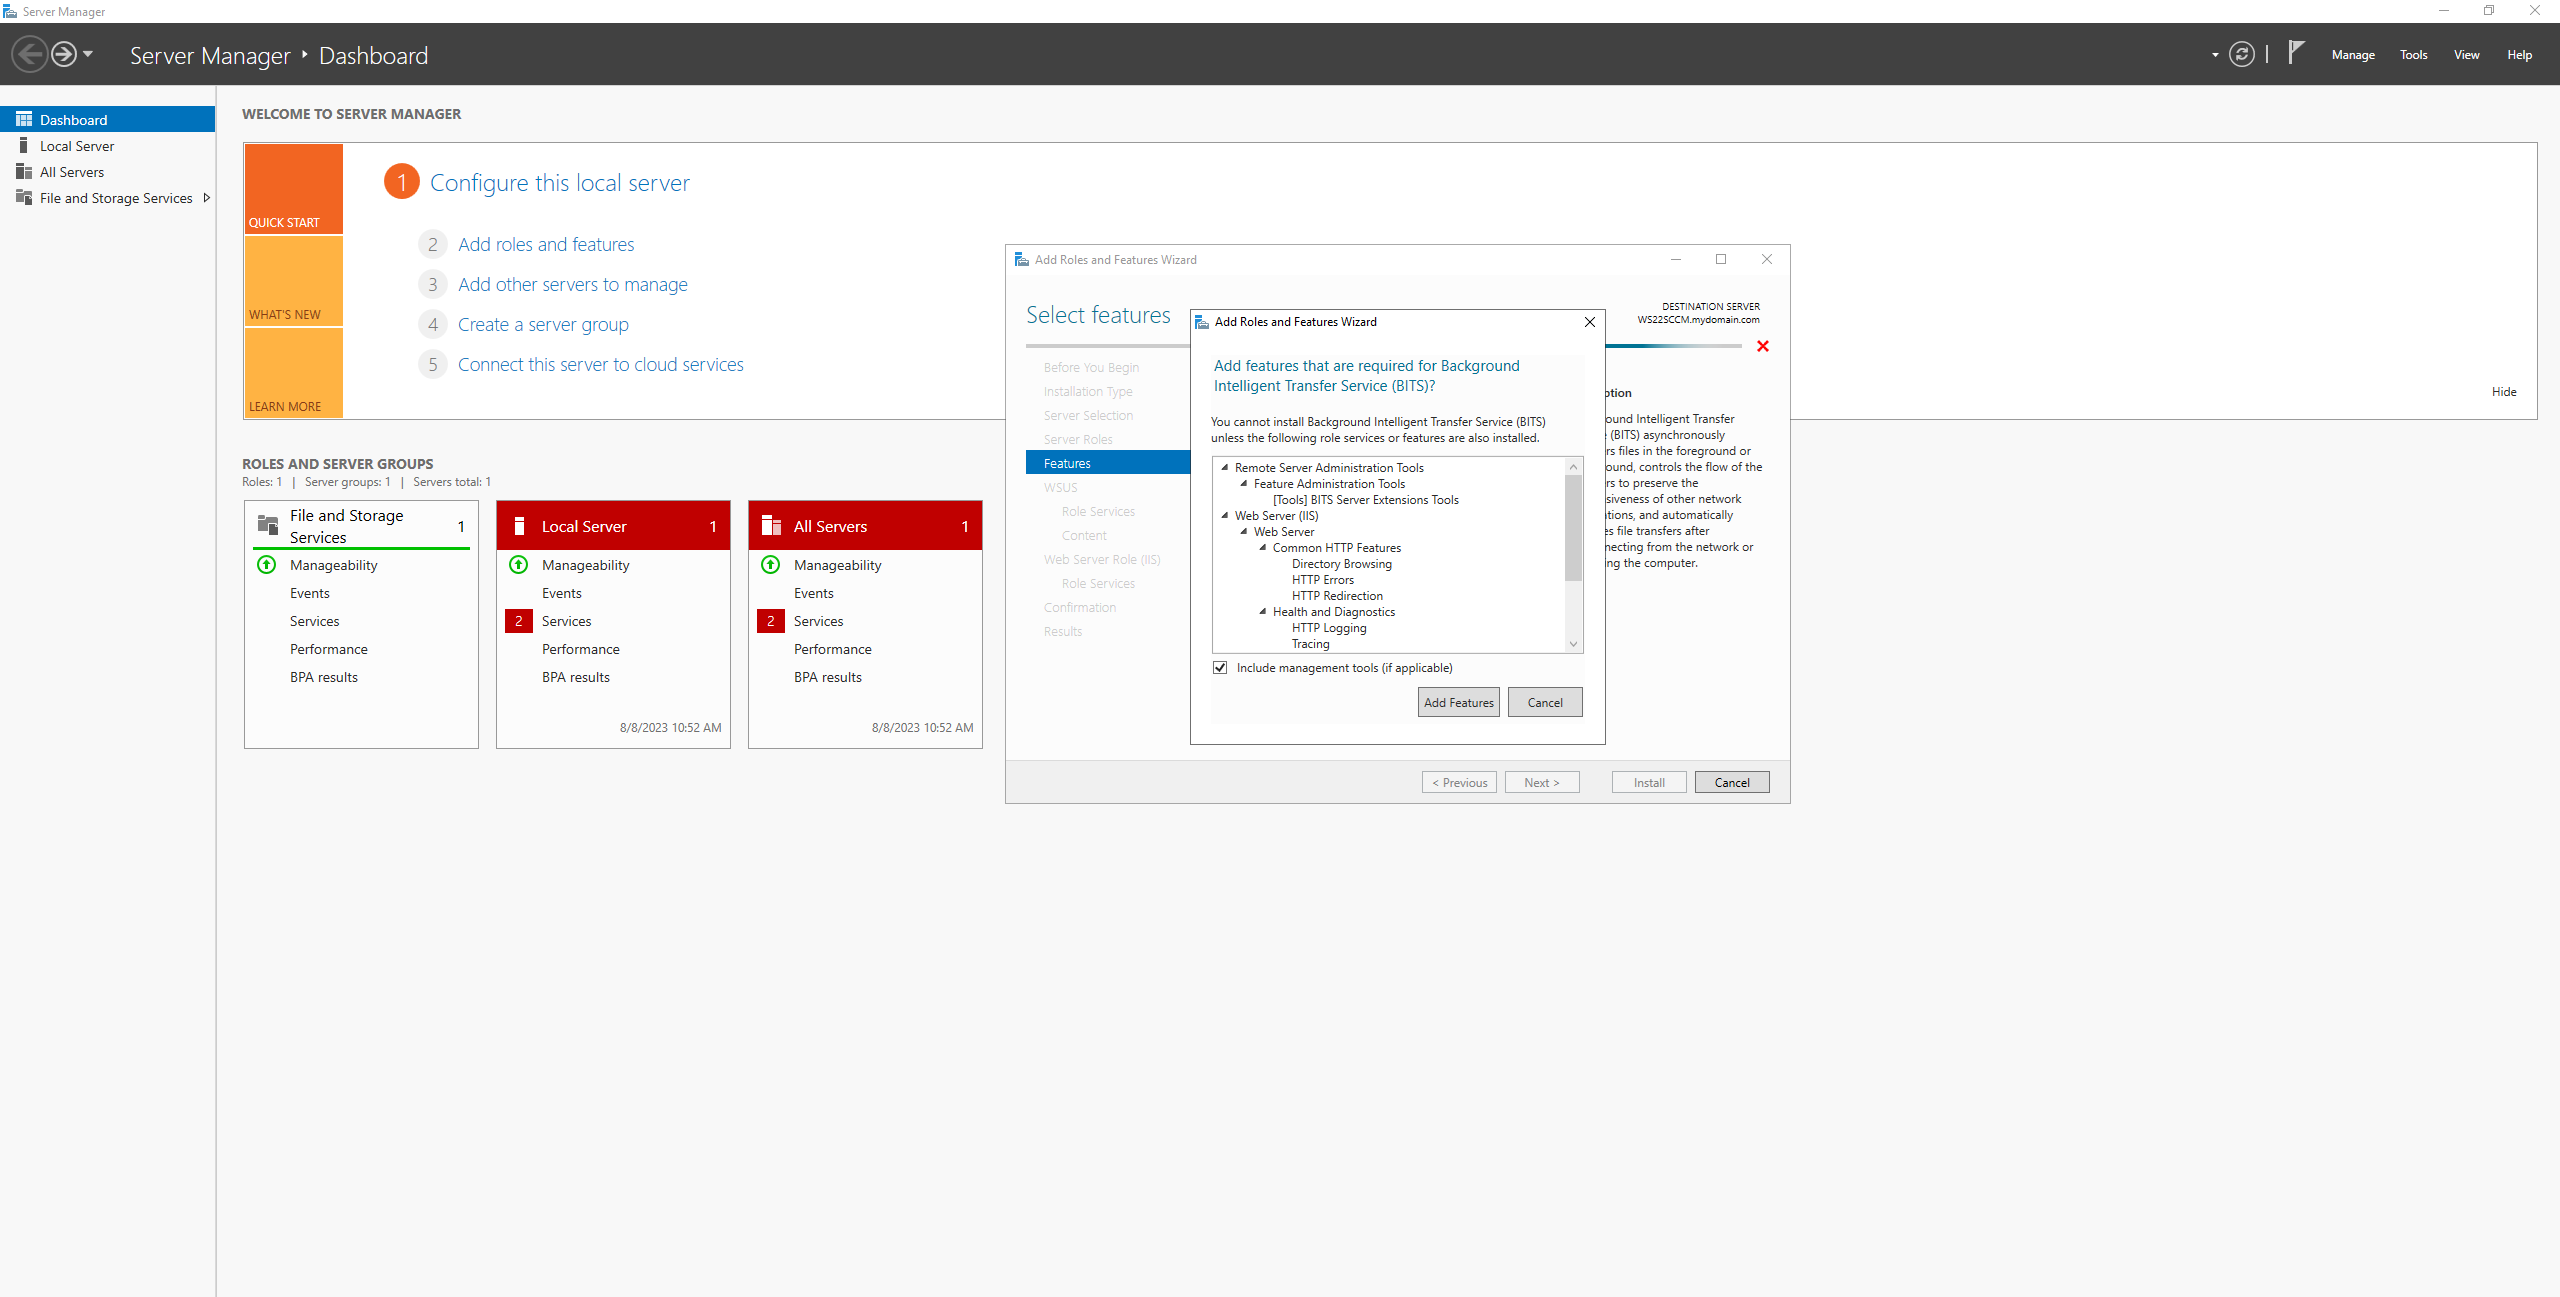 Server Manager
Server Manager ‣ Dashboard
Manage Tools View Help
Dashboard
Local Server
All Servers
File and Storage Services
WELCOME TO SERVER MANAGER
QUICK START
WHAT'S NEW
LEARN MORE
1 Configure this local server
2 Add roles and features
3 Add other servers to manage
4 Create a server group
5 Connect this server to cloud services
Hide
ROLES AND SERVER GROUPS
Roles: 1 | Server groups: 1 | Servers total: 1
File and Storage
Services
1
Manageability
Events
Services
Performance
BPA results
Local Server 1
Manageability
Events
2 Services
Performance
BPA results
8/8/2023 10:52 AM
All Servers 1
Manageability
Events
2 Services
Performance
BPA results
8/8/2023 10:52 AM
Add Roles and Features Wizard
Select features
DESTINATION SERVER
WS22SCCM.mydomain.com
Before You Begin
Installation Type
Server Selection
Server Roles
Features
WSUS
Role Services
Content
Web Server Role (IIS)
Role Services
Confirmation
Results
Add Roles and Features Wizard
Add features that are required for Background
Intelligent Transfer Service (BITS)?
You cannot install Background Intelligent Transfer Service (BITS)
unless the following role services or features are also installed.
Remote Server Administration Tools
Feature Administration Tools
[Tools] BITS Server Extensions Tools
Web Server (IIS)
Web Server
Common HTTP Features
Directory Browsing
HTTP Errors
HTTP Redirection
Health and Diagnostics
HTTP Logging
Tracing
Include management tools (if applicable)
Add Features Cancel
Intelligent Transfer
(BITS) asynchronously
files in the foreground or
controls the flow of the
to preserve the
of other network
and automatically
file transfers after
from the network or
the computer.
< Previous Next > Install Cancel